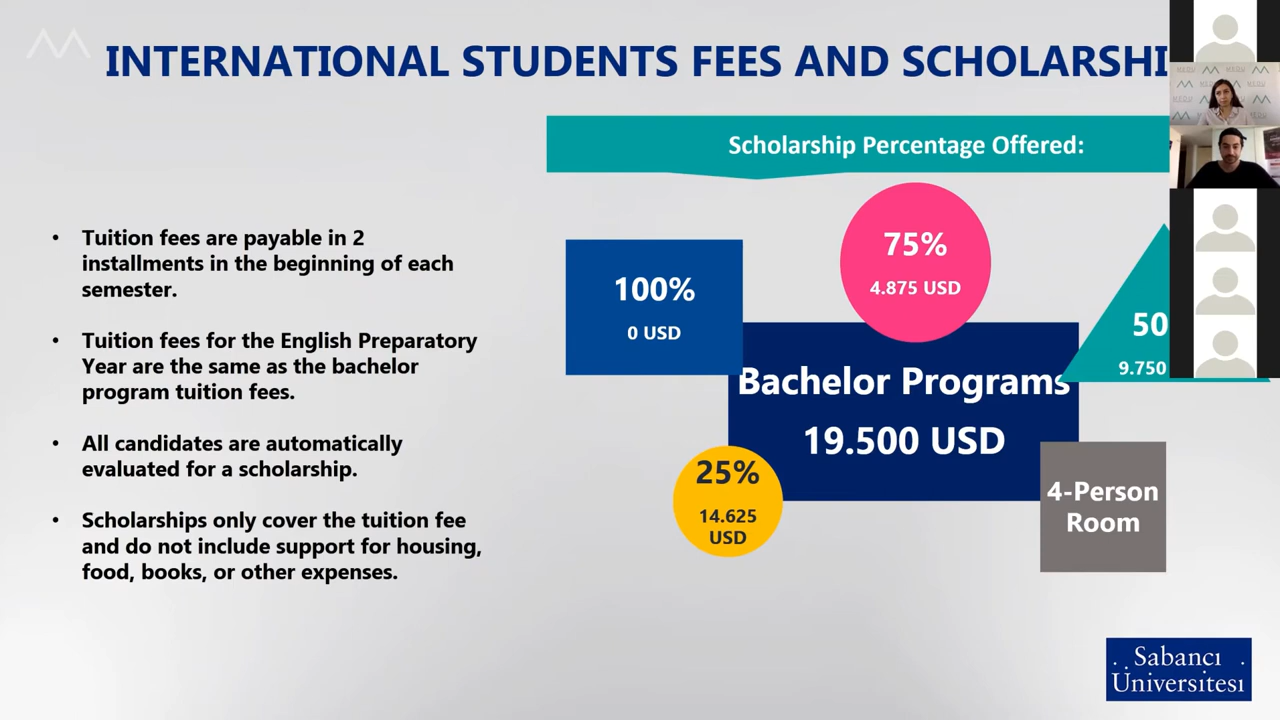 INTERNATIONAL STUDENTS FEES AND SCHOLARSHI
Scholarship Percentage Offered:
• Tuition fees are payable in 2
installments in the beginning of each
semester.
• Tuition fees for the English Preparatory
Year are the same as the bachelor
program tuition fees.
• All candidates are automatically
evaluated for a scholarship.
• Scholarships only cover the tuition fee
and do not include support for housing,
food, books, or other expenses.
100%
0 USD
75%
4.875 USD
50
9.750
Bachelor Programs
19.500 USD
25%
14.625
USD
4-Person
Room
Sabancı
Üniversitesi